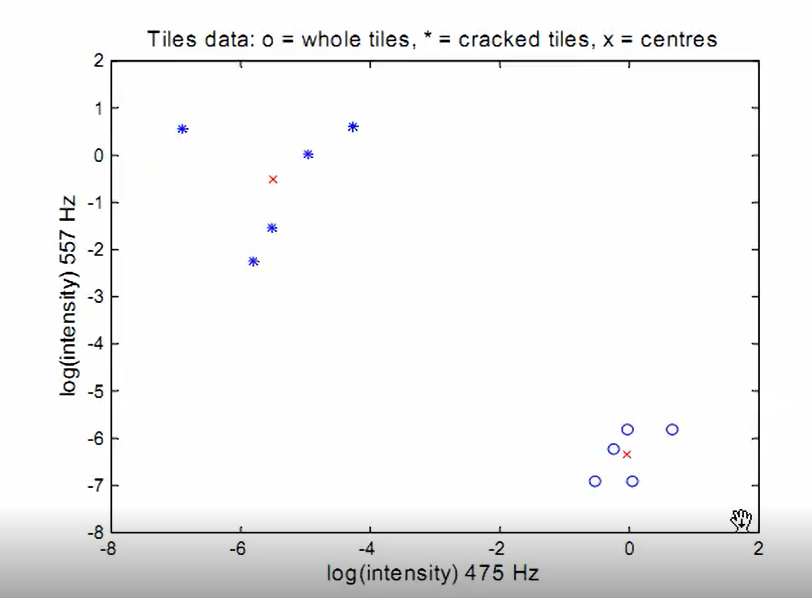 Tiles data: o = whole tiles, * = cracked tiles, x = centres
2
1
0
-1
-2
-3
-4
-5
-6
-7
-8
log(intensity) 557 Hz
-8 -6 -4 -2 0 2
log(intensity) 475 Hz